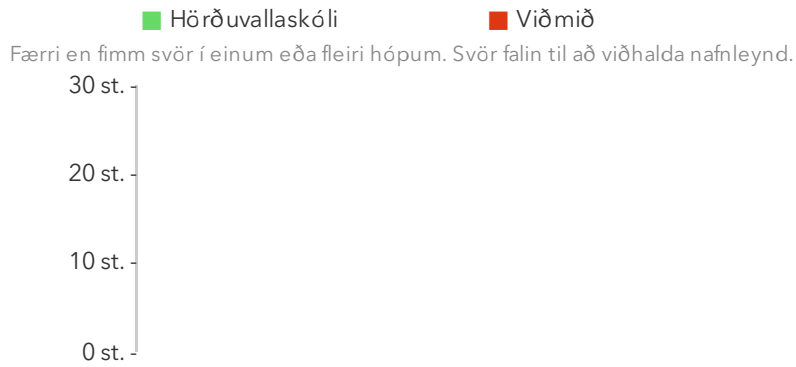 Hörðuvallaskóli Viðmið
Færri en fimm svör í einum eða fleiri hópum. Svör falin til að viðhalda nafnleynd.
30 st.
20 st.
10 st.
0 st.